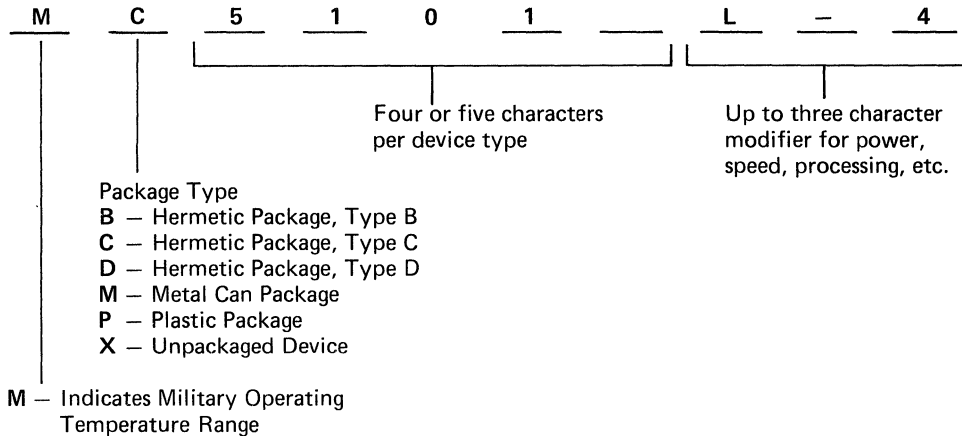 M C 5 1 0 1 L – 4
Four or five characters
per device type
Up to three character
modifier for power,
speed, processing, etc.
Package Type
B – Hermetic Package, Type B
C – Hermetic Package, Type C
D – Hermetic Package, Type D
M – Metal Can Package
P – Plastic Package
X – Unpackaged Device
M – Indicates Military Operating
Temperature Range